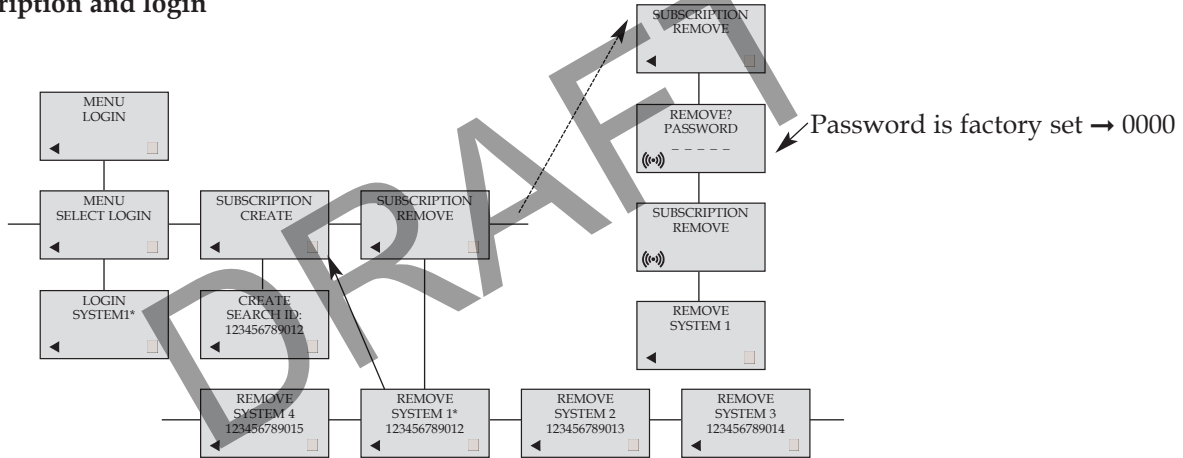 ription and login
SUBSCRIPTION
REMOVE
MENU
LOGIN
REMOVE?
PASSWORD
_ _ _ _ _
Password is factory set → 0000
MENU
SELECT LOGIN
SUBSCRIPTION
CREATE
SUBSCRIPTION
REMOVE
SUBSCRIPTION
REMOVE
LOGIN
SYSTEM1*
CREATE
SEARCH ID:
123456789012
REMOVE
SYSTEM 1
REMOVE
SYSTEM 4
123456789015
REMOVE
SYSTEM 1*
123456789012
REMOVE
SYSTEM 2
123456789013
REMOVE
SYSTEM 3
123456789014
DRAFT